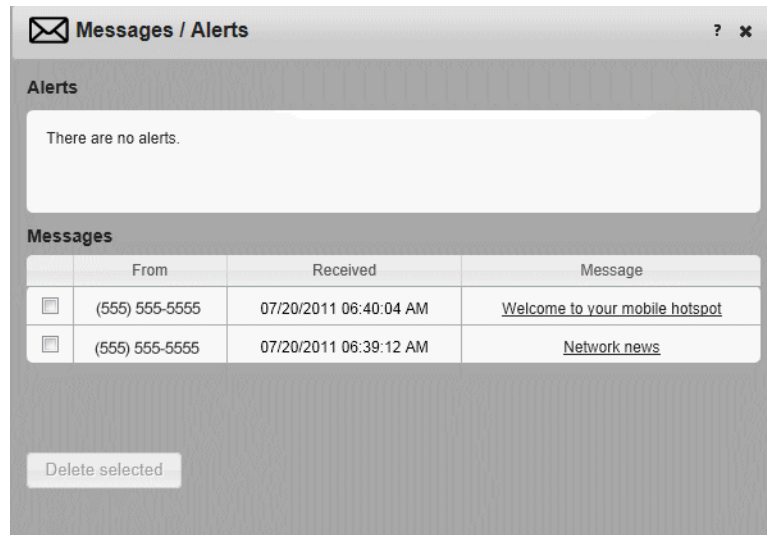 Messages / Alerts ?
Alerts
There are no alerts.
Messages
From Received Message
(555) 555-5555 07/20/2011 06:40:04 AM Welcome to your mobile hotspot
(555) 555-5555 07/20/2011 06:39:12 AM Network news
Delete selected